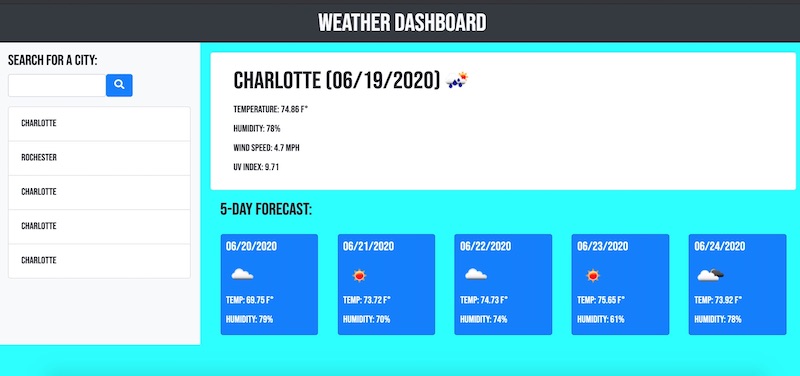 WEATHER DASHBOARD
SEARCH FOR A CITY:
CHARLOTTE
ROCHESTER
CHARLOTTE
CHARLOTTE
CHARLOTTE
CHARLOTTE (06/19/2020)
TEMPERATURE: 74.86 F°
HUMIDITY: 78%
WIND SPEED: 4.7 MPH
UV INDEX: 9.71
5-DAY FORECAST:
06/20/2020
TEMP: 69.75 F°
HUMIDITY: 79%
06/21/2020
TEMP: 73.72 F°
HUMIDITY: 70%
06/22/2020
TEMP: 74.73 F°
HUMIDITY: 74%
06/23/2020
TEMP: 75.65 F°
HUMIDITY: 61%
06/24/2020
TEMP: 73.92 F°
HUMIDITY: 78%